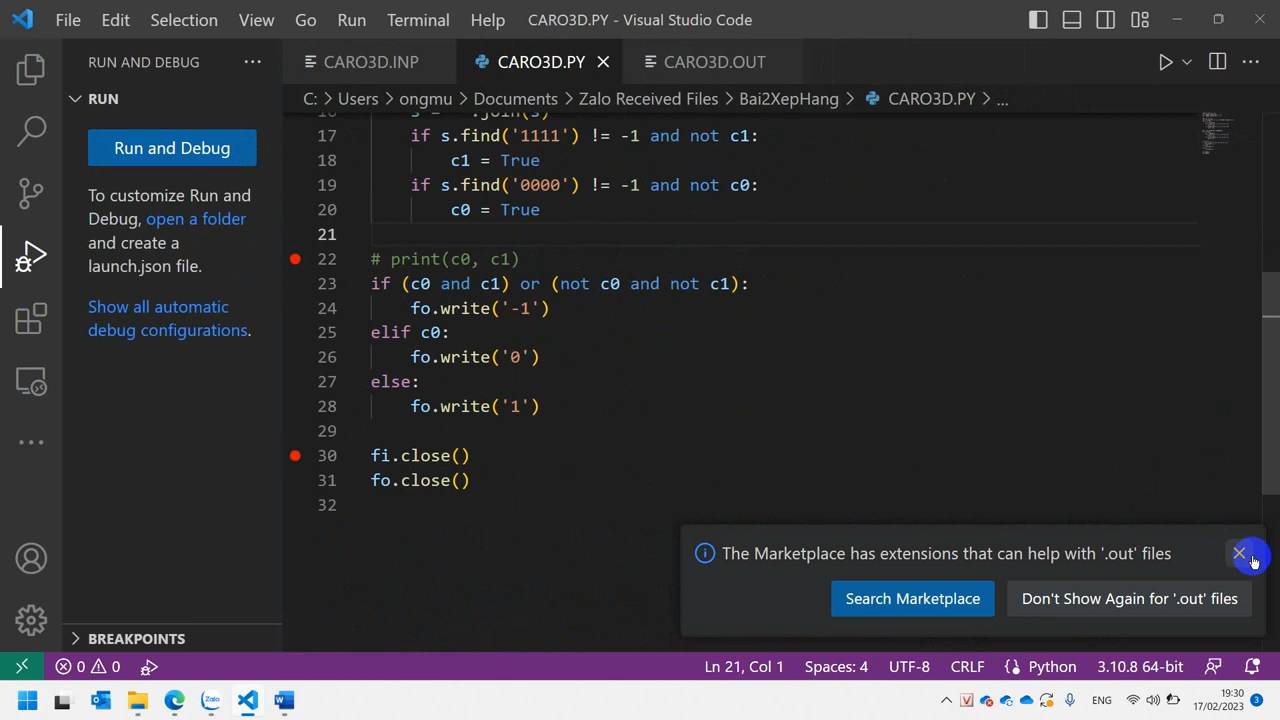 File Edit Selection View Go Run Terminal Help CARO3D.PY - Visual Studio Code
RUN AND DEBUG
CARO3D.INP
CARO3D.PY
CARO3D.OUT
C: > Users > ongmu > Documents > Zalo Received Files > Bai2XepHang > CARO3D.PY > ...
RUN
Run and Debug
To customize Run and
Debug, open a folder
and create a
launch.json file.
Show all automatic
debug configurations.
BREAKPOINTS
17 if s.find('1111') != -1 and not c1:
18 c1 = True
19 if s.find('0000') != -1 and not c0:
20 c0 = True
21
22 # print(c0, c1)
23 if (c0 and c1) or (not c0 and not c1):
24 fo.write('-1')
25 elif c0:
26 fo.write('0')
27 else:
28 fo.write('1')
29
30 fi.close()
31 fo.close()
32
The Marketplace has extensions that can help with '.out' files
Search Marketplace
Don't Show Again for '.out' files
0 0
Ln 21, Col 1 Spaces: 4 UTF-8 CRLF Python 3.10.8 64-bit
Zalo
ENG
19:30
17/02/2023
3